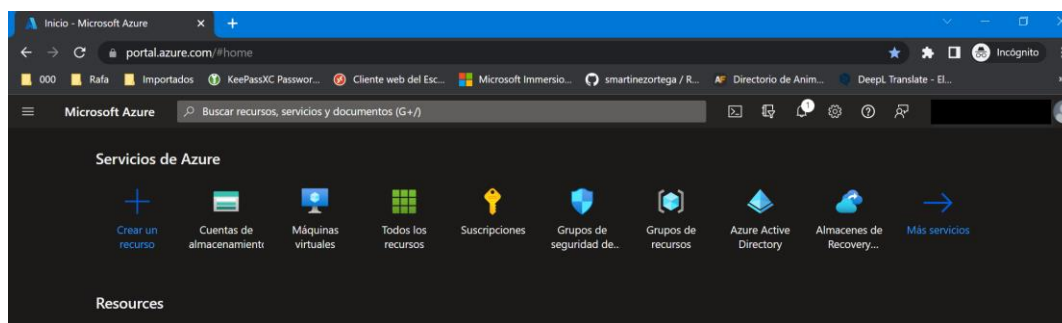 Inicio - Microsoft Azure
portal.azure.com/#home
Incógnito
000 Rafa Importados KeePassXC Passwor... Cliente web del Esc... Microsoft Immersio... smartinezortega / R... AF Directorio de Anim... DeepL Translate - El...
Microsoft Azure Buscar recursos, servicios y documentos (G+/) 1
Servicios de Azure
Crear un recurso
Cuentas de almacenamiento
Máquinas virtuales
Todos los recursos
Suscripciones
Grupos de seguridad de..
Grupos de recursos
Azure Active Directory
Almacenes de Recovery...
Más servicios
Resources